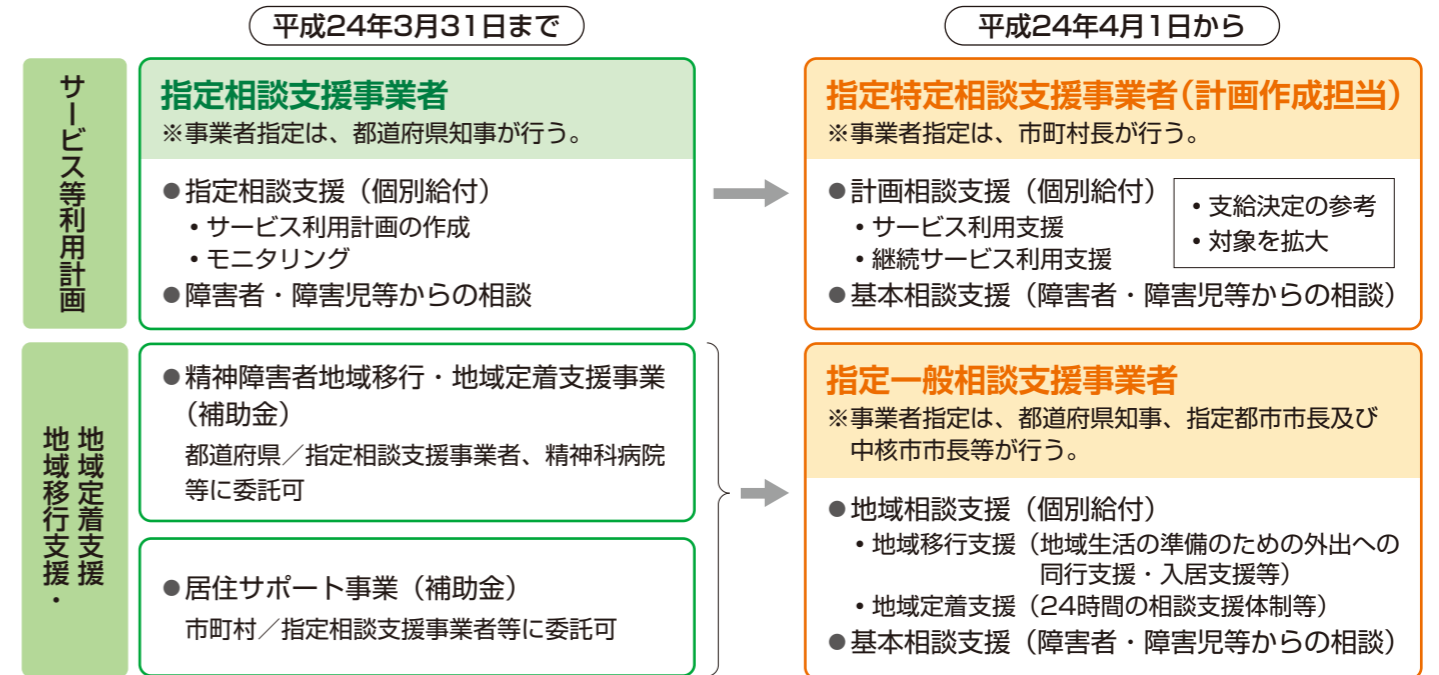 平成24年3月31日まで
平成24年4月1日から
サービス等利用計画
指定相談支援事業者
※事業者指定は、都道府県知事が行う。
●指定相談支援（個別給付）
・サービス利用計画の作成
・モニタリング
●障害者・障害児等からの相談
指定特定相談支援事業者（計画作成担当）
※事業者指定は、市町村長が行う。
●計画相談支援（個別給付）
・サービス利用支援
・継続サービス利用支援
・支給決定の参考
・対象を拡大
●基本相談支援（障害者・障害児等からの相談）
地域移行支援・
地域定着支援
●精神障害者地域移行・地域定着支援事業
（補助金）
都道府県／指定相談支援事業者、精神科病院
等に委託可
●居住サポート事業（補助金）
市町村／指定相談支援事業者等に委託可
指定一般相談支援事業者
※事業者指定は、都道府県知事、指定都市市長及び
中核市市長等が行う。
●地域相談支援（個別給付）
・地域移行支援（地域生活の準備のための外出への
同行支援・入居支援等）
・地域定着支援（24時間の相談支援体制等）
●基本相談支援（障害者・障害児等からの相談）